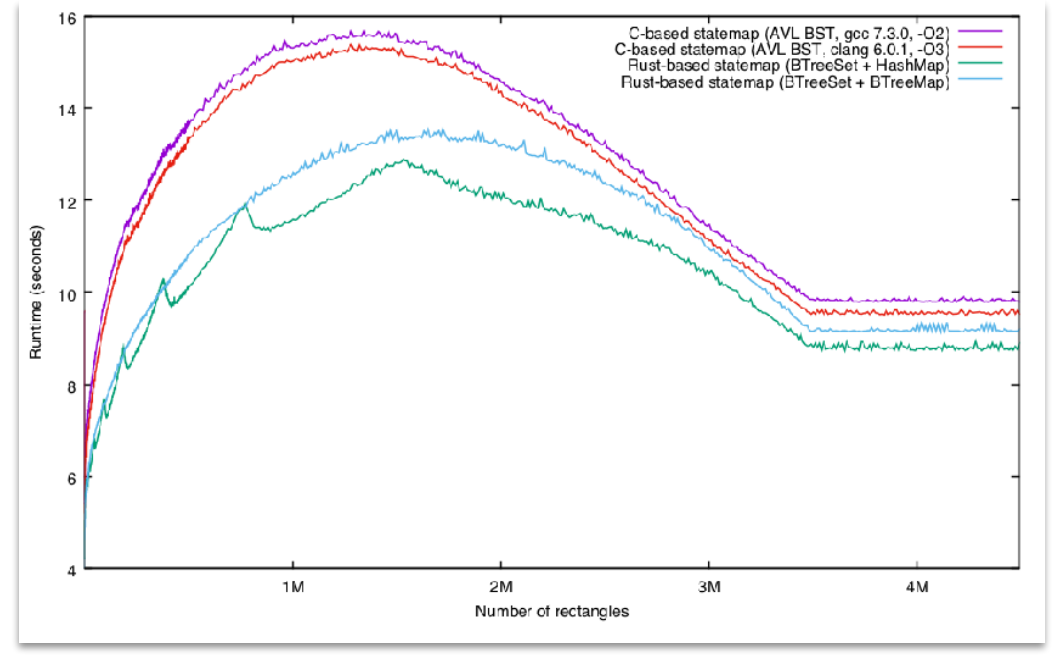 16
14
12
10
8
6
4
1M
2M
3M
4M
Runtime (seconds)
Number of rectangles
C-based statemap (AVL BST, gcc 7.3.0, -O2)
C-based statemap (AVL BST, clang 6.0.1, -O3)
Rust-based statemap (BTreeSet + HashMap)
Rust-based statemap (BTreeSet + BTreeMap)